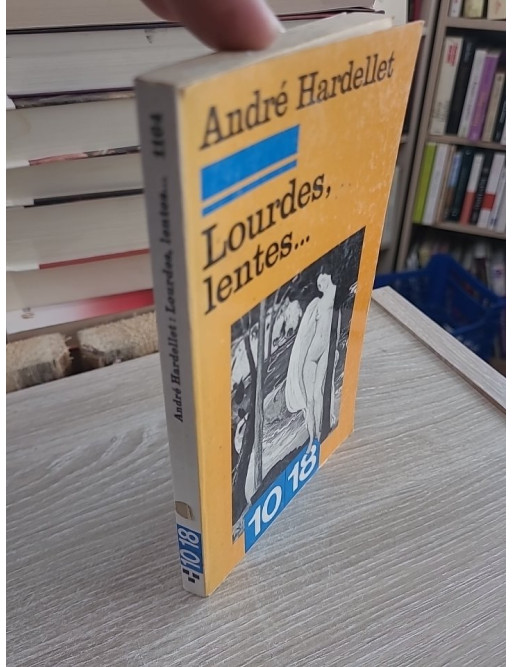 André Hardellet
Lourdes,
lentes...
10 18
André Hardellet : Lourdes, lentes... 1104
10 18